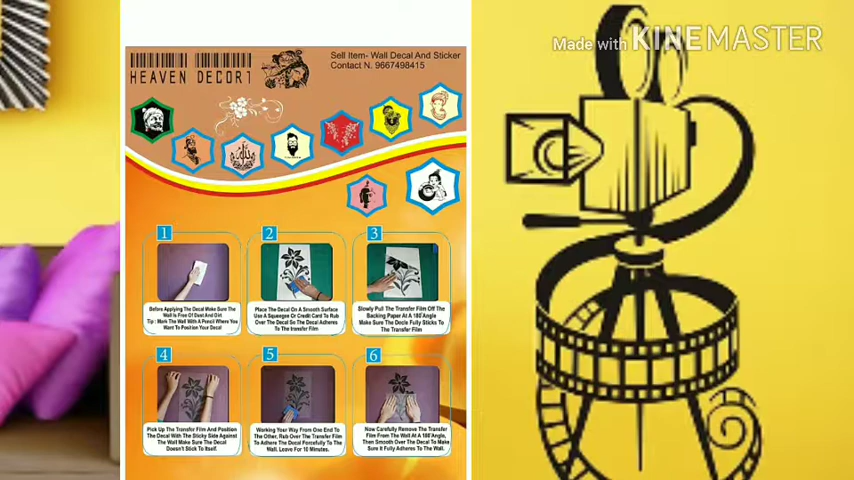 Made with KINEMASTER
Sell Item- Wall Decal And Sticker
Contact N. 9667498415
HEAVEN DECOR1
1
2
3
Before Applying The Decal Make Sure The
Wall Is Free Of Dust And Dirt
Tip : Mark The Wall With A Pencil Where You
Want To Position Your Decal
Place The Decal On A Smooth Surface
Use A Squeegee Or Credit Card To Rub
Over The Decal So The Decal Adheres
To The transfer Film
Slowly Pull The Transfer Film Off The
Backing Paper At A 180°Angle
Make Sure The Decle Fully Sticks To
The Transfer Film
4
5
6
Pick Up The Transfer Film And Position
The Decal With The Sticky Side Against
The Wall Make Sure The Decal
Doesn't Stick To Itself.
Working Your Way From One End To
The Other, Rub Over The Transfer Film
To Adhere The Decal Forcefully To The
Wall. Leave For 10 Minutes.
Now Carefully Remove The Transfer
Film From The Wall At A 180°Angle,
Then Smooth Over The Decal To Make
Sure It Fully Adheres To The Wall.